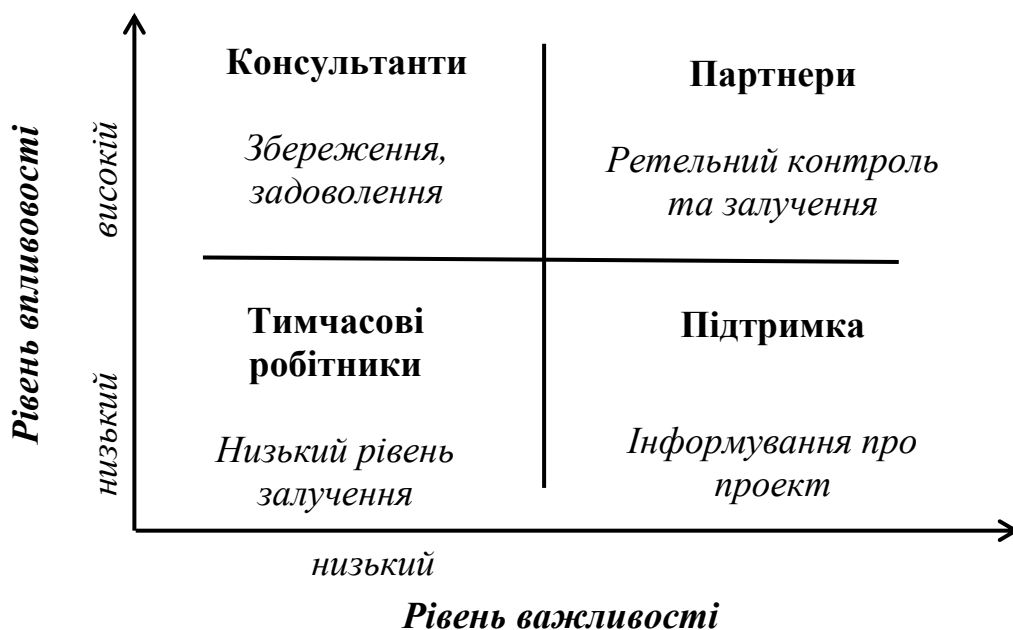 Консультанти
Збереження,
задоволення
Партнери
Ретельний контроль
та залучення
Тимчасові
робітники
Низький рівень
залучення
Підтримка
Інформування про
проект
Рівень впливовості
високій
низький
низький
Рівень важливості